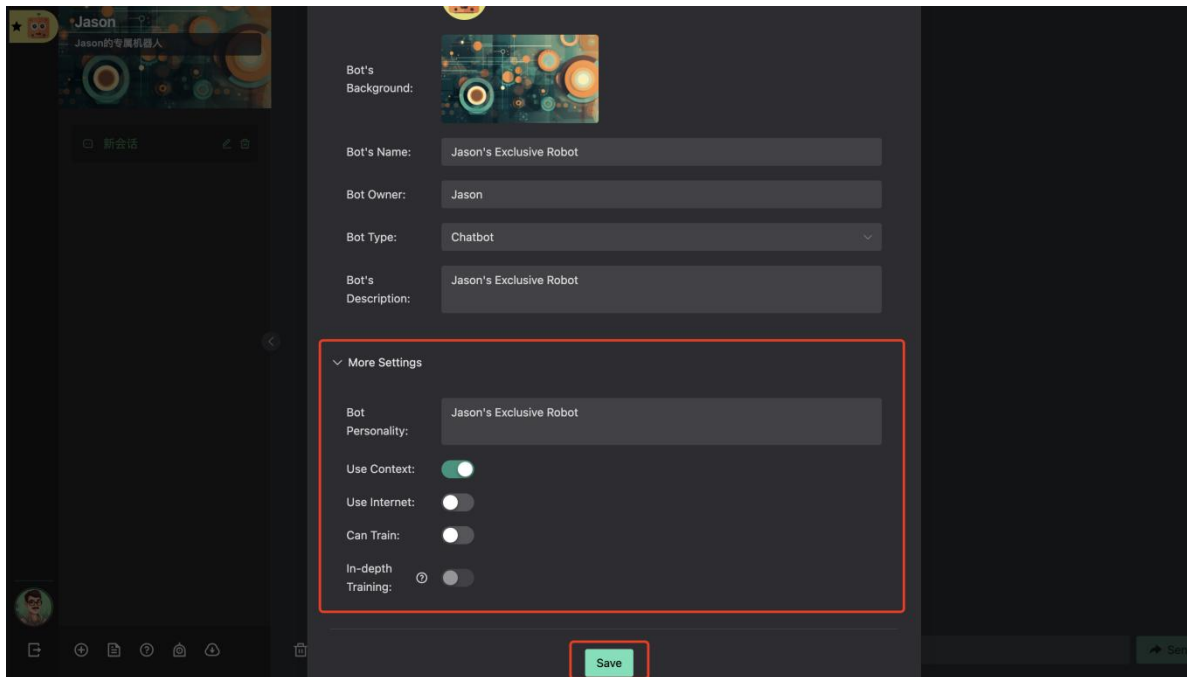 Jason
Jason的专属机器人
新会话
Bot's
Background:
Bot's Name:
Jason's Exclusive Robot
Bot Owner:
Jason
Bot Type:
Chatbot
Bot's
Description:
Jason's Exclusive Robot
More Settings
Bot
Personality:
Jason's Exclusive Robot
Use Context:
Use Internet:
Can Train:
In-depth
Training:
Save